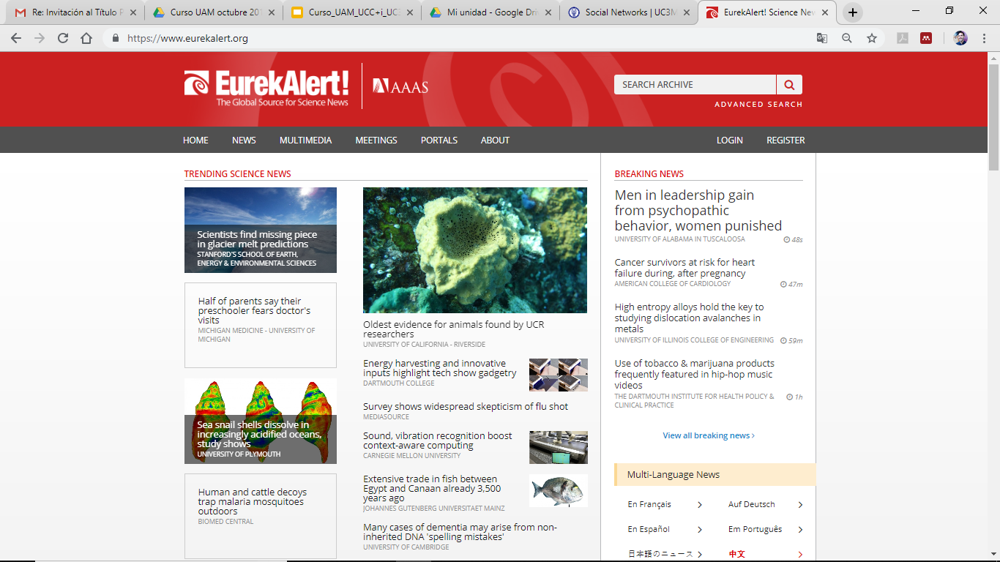 Re: Invitación al Título P
Curso UAM octubre 201
Curso_UAM_UCC+i_UC3
Mi unidad - Google Dri
Social Networks | UC3M
EurekAlert! Science New
https://www.eurekalert.org
EurekAlert!
The Global Source for Science News
AAAS
SEARCH ARCHIVE
ADVANCED SEARCH
HOME NEWS MULTIMEDIA MEETINGS PORTALS ABOUT LOGIN REGISTER
TRENDING SCIENCE NEWS
Scientists find missing piece
in glacier melt predictions
STANFORD'S SCHOOL OF EARTH,
ENERGY & ENVIRONMENTAL SCIENCES
Half of parents say their
preschooler fears doctor's
visits
MICHIGAN MEDICINE - UNIVERSITY OF
MICHIGAN
Sea snail shells dissolve in
increasingly acidified oceans,
study shows
UNIVERSITY OF PLYMOUTH
Human and cattle decoys
trap malaria mosquitoes
outdoors
BIOMED CENTRAL
Oldest evidence for animals found by UCR
researchers
UNIVERSITY OF CALIFORNIA - RIVERSIDE
Energy harvesting and innovative
inputs highlight tech show gadgetry
DARTMOUTH COLLEGE
Survey shows widespread skepticism of flu shot
MEDIASOURCE
Sound, vibration recognition boost
context-aware computing
CARNEGIE MELLON UNIVERSITY
Extensive trade in fish between
Egypt and Canaan already 3,500
years ago
JOHANNES GUTENBERG UNIVERSITAET MAINZ
Many cases of dementia may arise from non-
inherited DNA 'spelling mistakes'
UNIVERSITY OF CAMBRIDGE
BREAKING NEWS
Men in leadership gain
from psychopathic
behavior, women punished
UNIVERSITY OF ALABAMA IN TUSCALOOSA 48s
Cancer survivors at risk for heart
failure during, after pregnancy
AMERICAN COLLEGE OF CARDIOLOGY 47m
High entropy alloys hold the key to
studying dislocation avalanches in
metals
UNIVERSITY OF ILLINOIS COLLEGE OF ENGINEERING 59m
Use of tobacco & marijuana products
frequently featured in hip-hop music
videos
THE DARTMOUTH INSTITUTE FOR HEALTH POLICY & 1h
CLINICAL PRACTICE
View all breaking news
Multi-Language News
En Français Auf Deutsch
En Español Em Português
日本語のニュース 中文